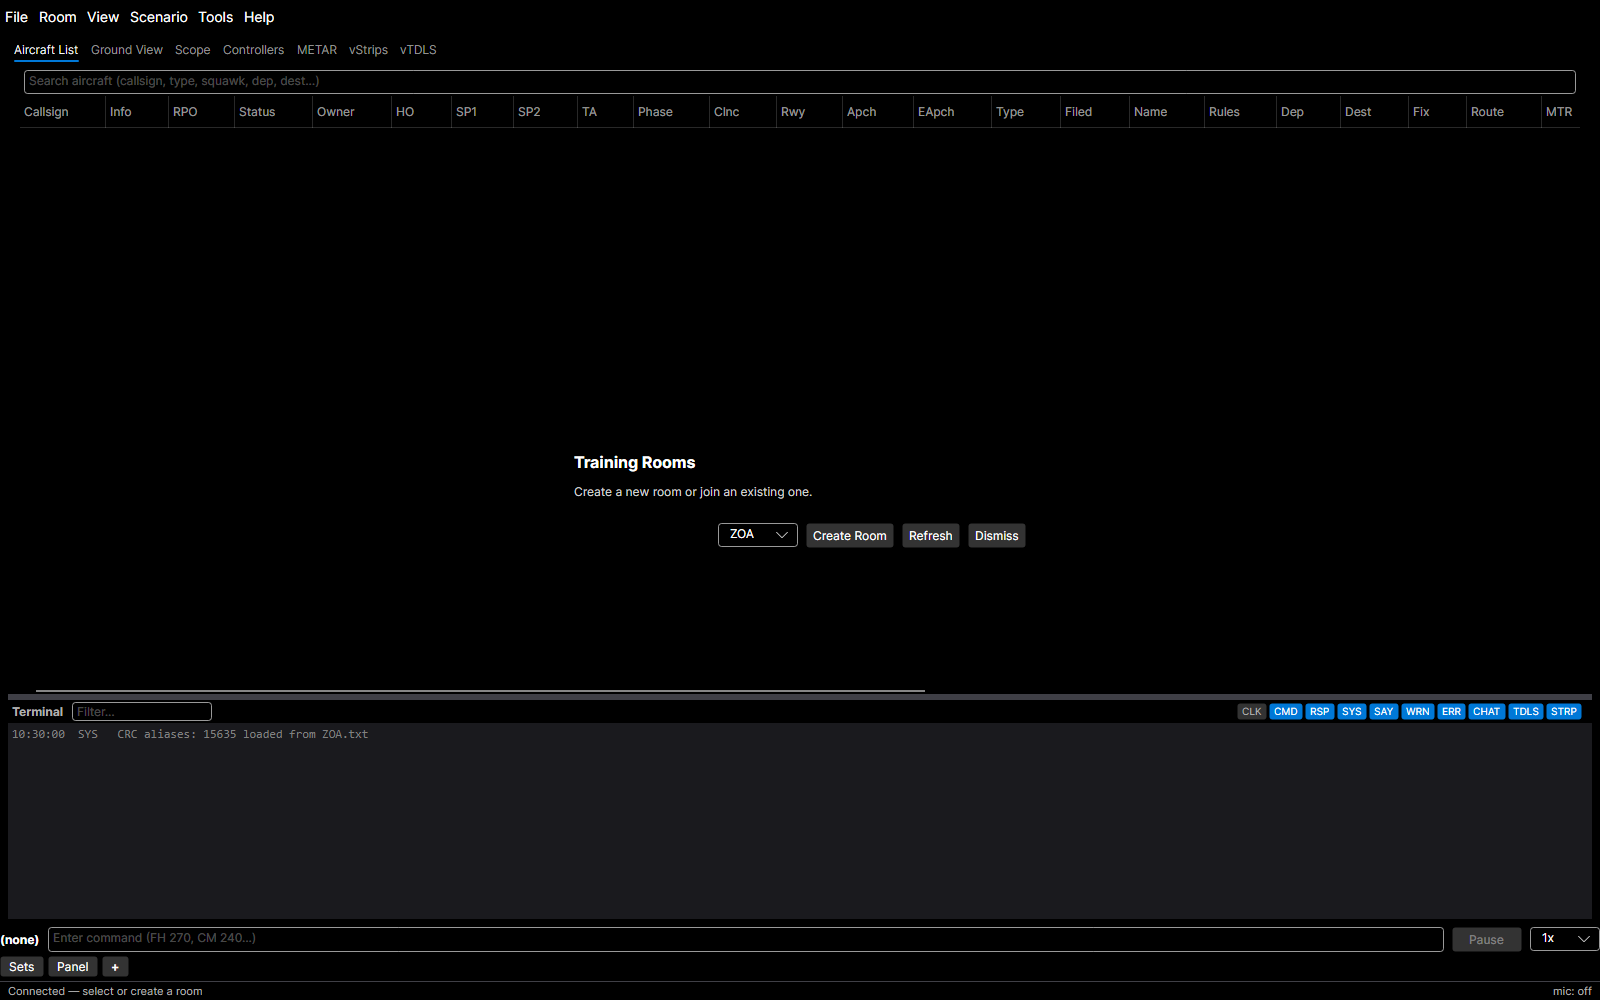 File Room View Scenario Tools Help
Aircraft List Ground View Scope Controllers METAR vStrips vTDLS
Search aircraft (callsign, type, squawk, dep, dest...)
Callsign Info RPO Status Owner HO SP1 SP2 TA Phase Clnc Rwy Apch EApch Type Filed Name Rules Dep Dest Fix Route MTR
Training Rooms
Create a new room or join an existing one.
ZOA Create Room Refresh Dismiss
Terminal Filter... CLK CMD RSP SYS SAY WRN ERR CHAT TDLS STRP
10:30:00 SYS CRC aliases: 15635 loaded from ZOA.txt
(none) Enter command (FH 270, CM 240...) Pause 1x
Sets Panel +
Connected — select or create a room mic: off